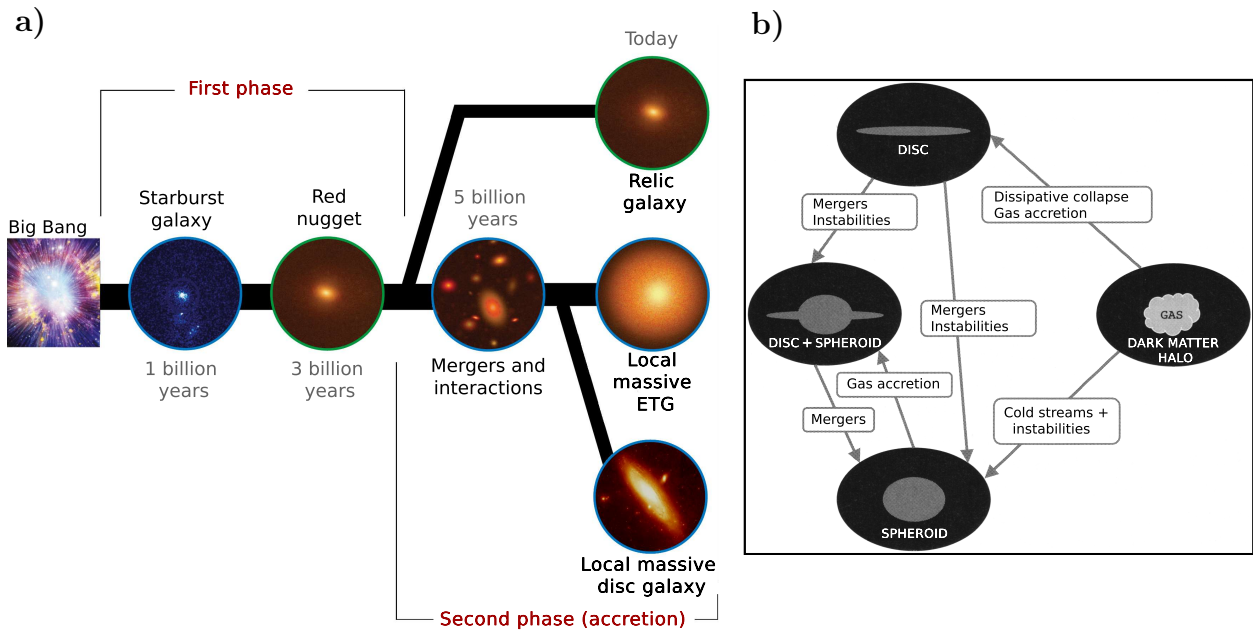 a)
First phase
Today
Relic
galaxy
Starburst
galaxy
Red
nugget
5 billion
years
Big Bang
1 billion
years
3 billion
years
Mergers and
interactions
Local
massive
ETG
Local massive
disc galaxy
Second phase (accretion)
b)
DISC
Mergers
Instabilities
Dissipative collapse
Gas accretion
DISC + SPHEROID
Mergers
Instabilities
GAS
DARK MATTER
HALO
Gas accretion
Mergers
Cold streams +
instabilities
SPHEROID